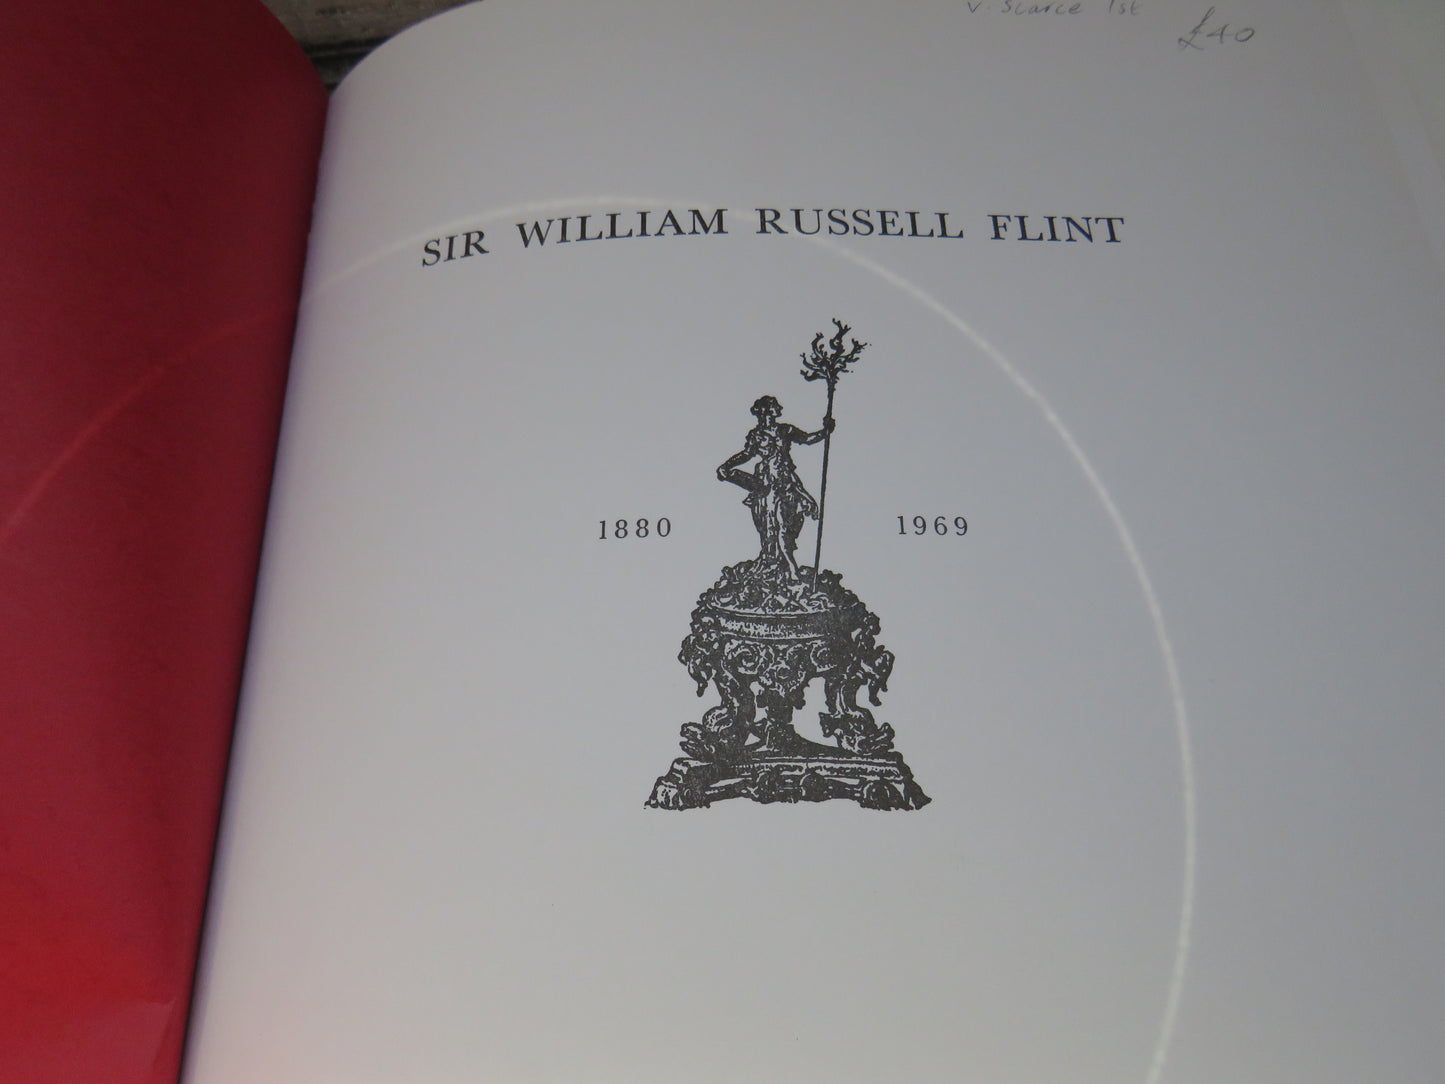 V. Scarce 1st
£40
SIR WILLIAM RUSSELL FLINT
1880 1969